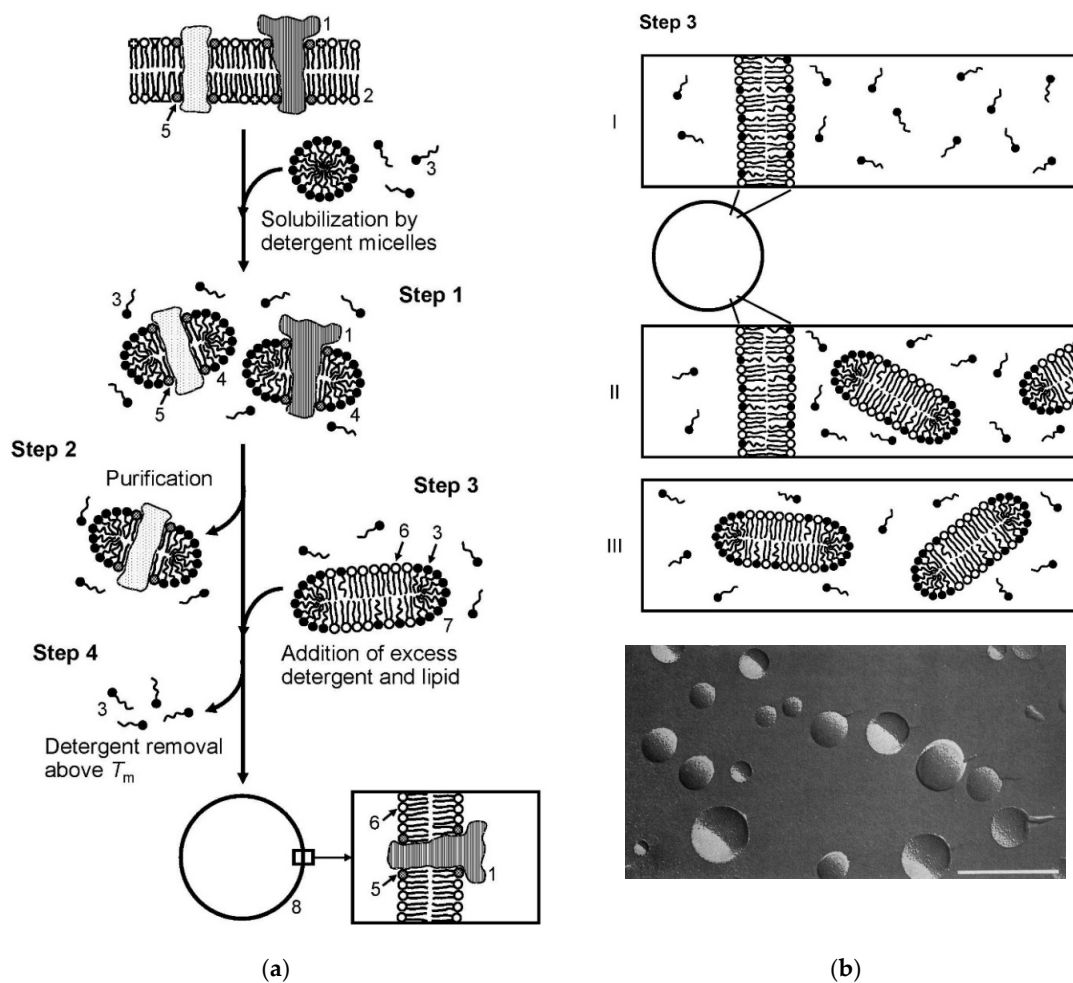 1
2
5
3
Solubilization by
detergent micelles
3
Step 1
1
4
5
4
Step 2
Purification
Step 3
6
3
7
Addition of excess
detergent and lipid
Step 4
3
Detergent removal
above Tm
6
5
1
8
(a)
Step 3
I
II
III
(b)